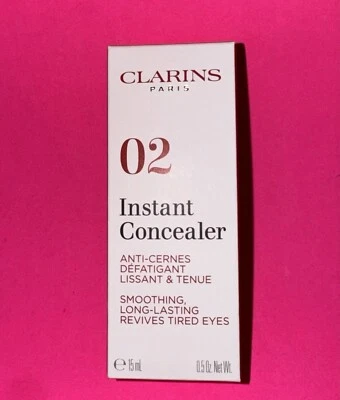 CLARINS
PARIS
02
Instant
Concealer
ANTI-CERNES
DÉFATIGANT
LISSANT & TENUE
SMOOTHING,
LONG-LASTING
REVIVES TIRED EYES
℮ 15 mL 0.5 Oz. Net Wt.